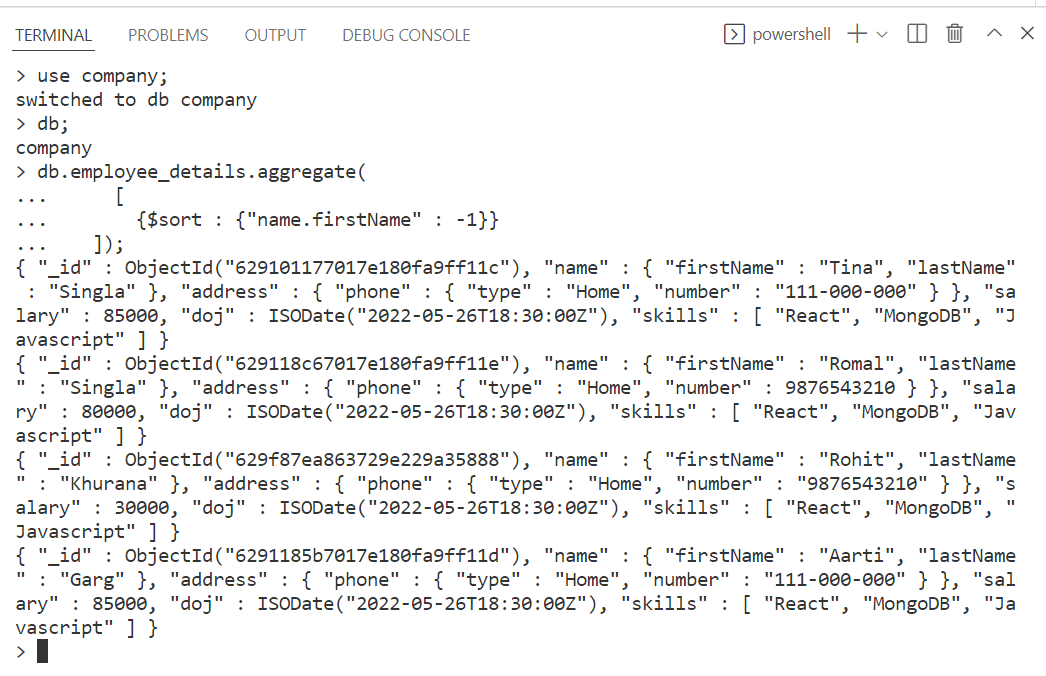 TERMINAL PROBLEMS OUTPUT DEBUG CONSOLE powershell
> use company;
switched to db company
> db;
company
> db.employee_details.aggregate(
... [
... {$sort : {"name.firstName" : -1}}
... ]);
{ "_id" : ObjectId("629101177017e180fa9ff11c"), "name" : { "firstName" : "Tina", "lastName"
 : "Singla" }, "address" : { "phone" : { "type" : "Home", "number" : "111-000-000" } }, "sa
lary" : 85000, "doj" : ISODate("2022-05-26T18:30:00Z"), "skills" : [ "React", "MongoDB", "J
avascript" ] }
{ "_id" : ObjectId("629118c67017e180fa9ff11e"), "name" : { "firstName" : "Romal", "lastName
" : "Singla" }, "address" : { "phone" : { "type" : "Home", "number" : 9876543210 } }, "sala
ry" : 80000, "doj" : ISODate("2022-05-26T18:30:00Z"), "skills" : [ "React", "MongoDB", "Jav
ascript" ] }
{ "_id" : ObjectId("629f87ea863729e229a35888"), "name" : { "firstName" : "Rohit", "lastName
" : "Khurana" }, "address" : { "phone" : { "type" : "Home", "number" : "9876543210" } }, "s
alary" : 30000, "doj" : ISODate("2022-05-26T18:30:00Z"), "skills" : [ "React", "MongoDB", "
Javascript" ] }
{ "_id" : ObjectId("6291185b7017e180fa9ff11d"), "name" : { "firstName" : "Aarti", "lastName
" : "Garg" }, "address" : { "phone" : { "type" : "Home", "number" : "111-000-000" } }, "sal
ary" : 85000, "doj" : ISODate("2022-05-26T18:30:00Z"), "skills" : [ "React", "MongoDB", "Ja
vascript" ] }
>